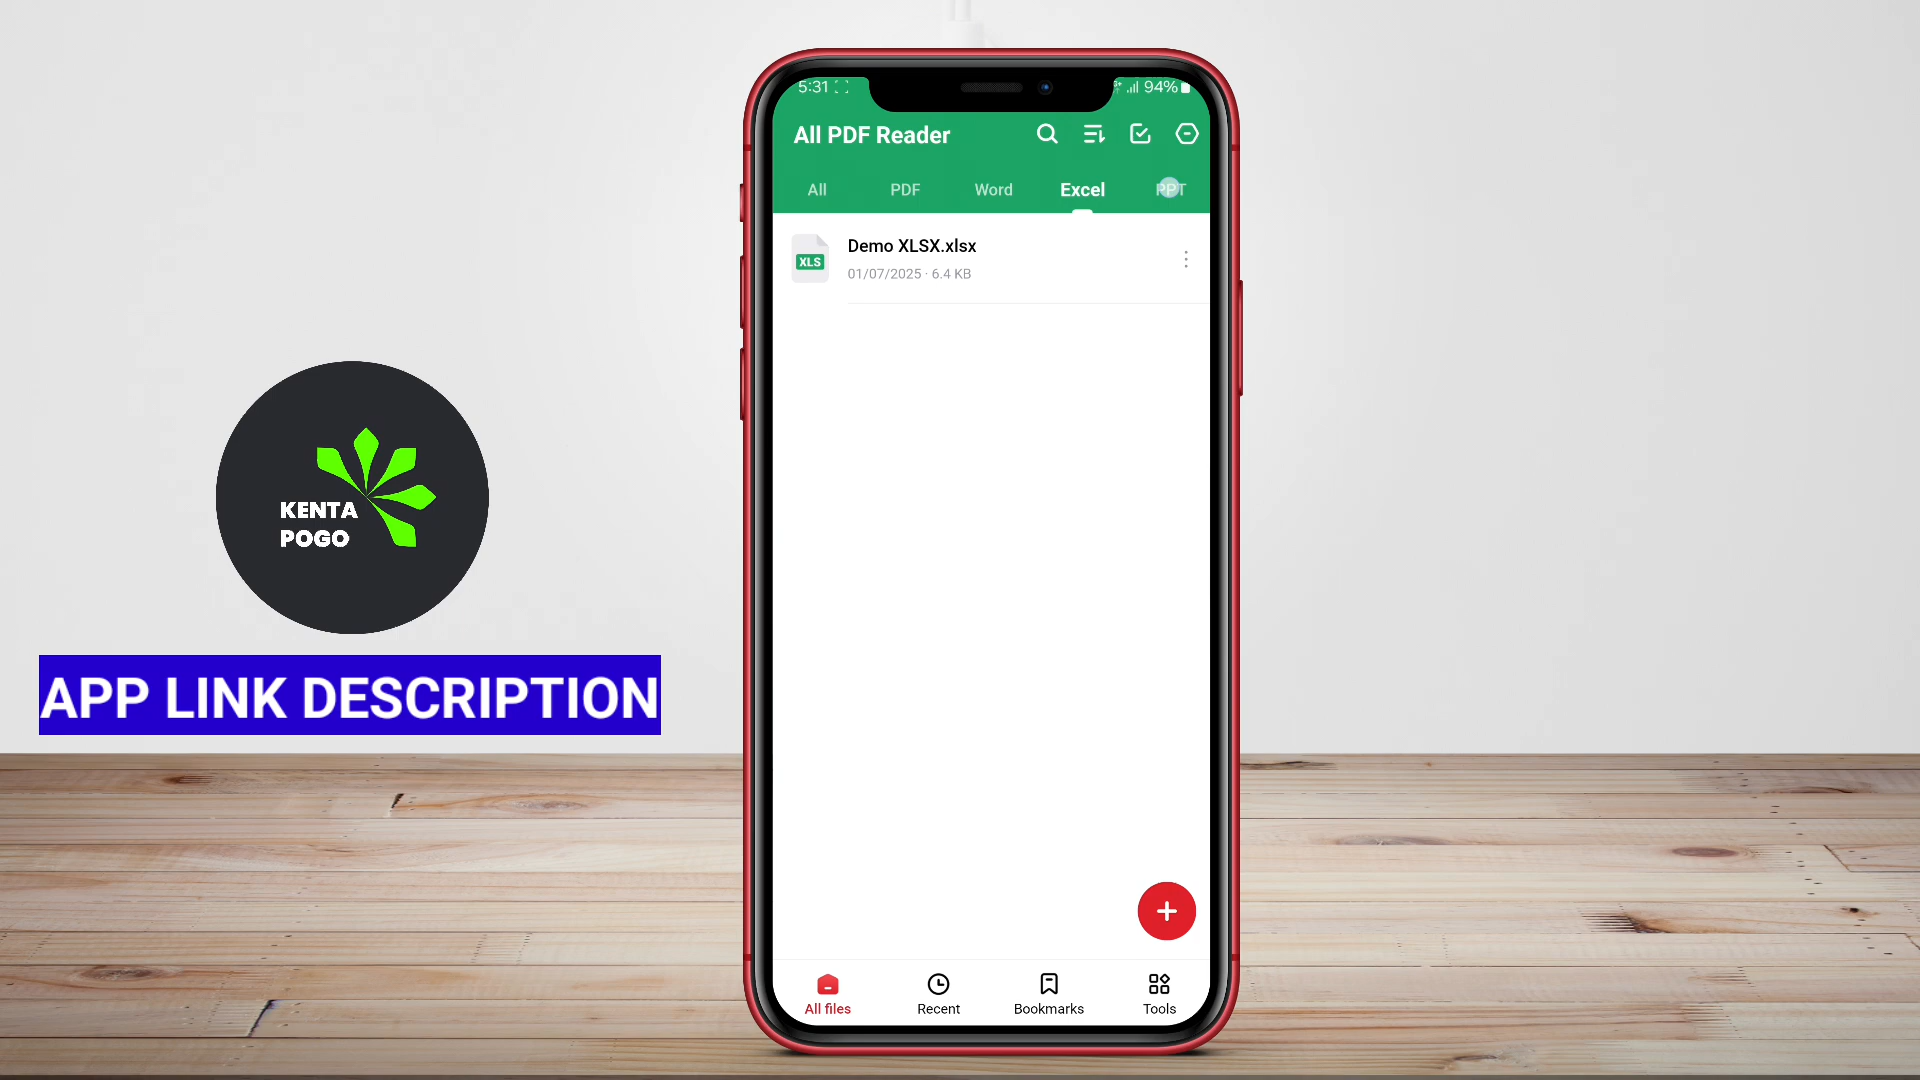 5:31
94%
All PDF Reader
All
PDF
Word
Excel
PPT
XLS
Demo XLSX.xlsx
01/07/2025 · 6.4 KB
KENTA
POGO
APP LINK DESCRIPTION
All files
Recent
Bookmarks
Tools